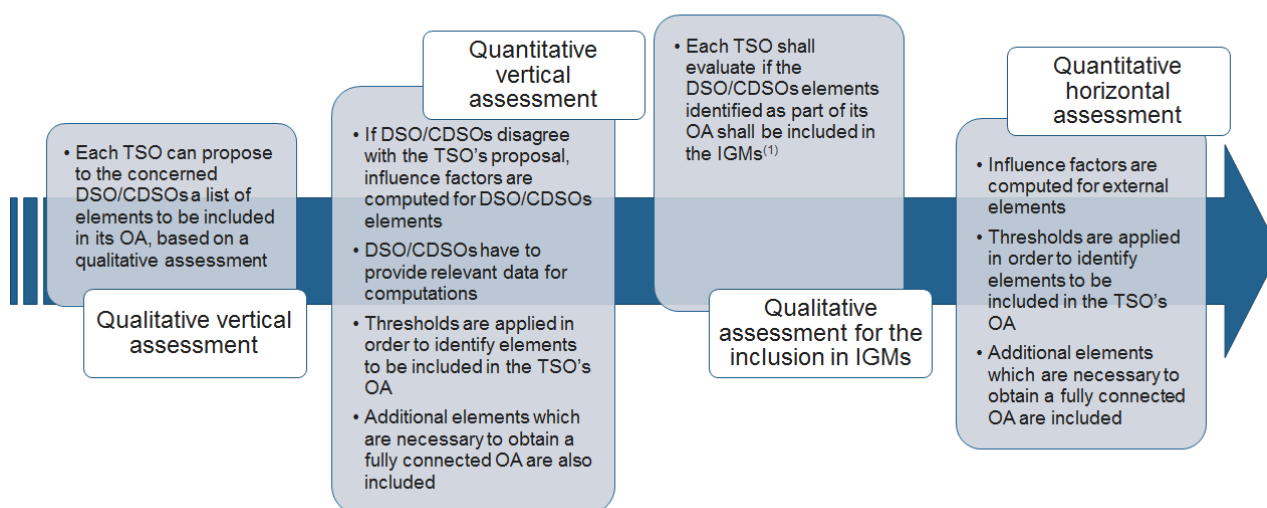 • Each TSO can propose
to the concerned
DSO/CDSOs a list of
elements to be included
in its OA, based on a
qualitative assessment
Qualitative vertical
assessment
Quantitative
vertical
assessment
• If DSO/CDSOs disagree
with the TSO's proposal,
influence factors are
computed for DSO/CDSOs
elements
• DSO/CDSOs have to
provide relevant data for
computations
• Thresholds are applied in
order to identify elements
to be included in the TSO's
OA
• Additional elements which
are necessary to obtain a
fully connected OA are also
included
• Each TSO shall
evaluate if the
DSO/CDSOs elements
identified as part of its
OA shall be included in
the IGMs(1)
Qualitative
assessment for the
inclusion in IGMs
Quantitative
horizontal
assessment
• Influence factors are
computed for external
elements
• Thresholds are applied
in order to identify
elements to be
included in the TSO's
OA
• Additional elements
which are necessary to
obtain a fully connected
OA are included